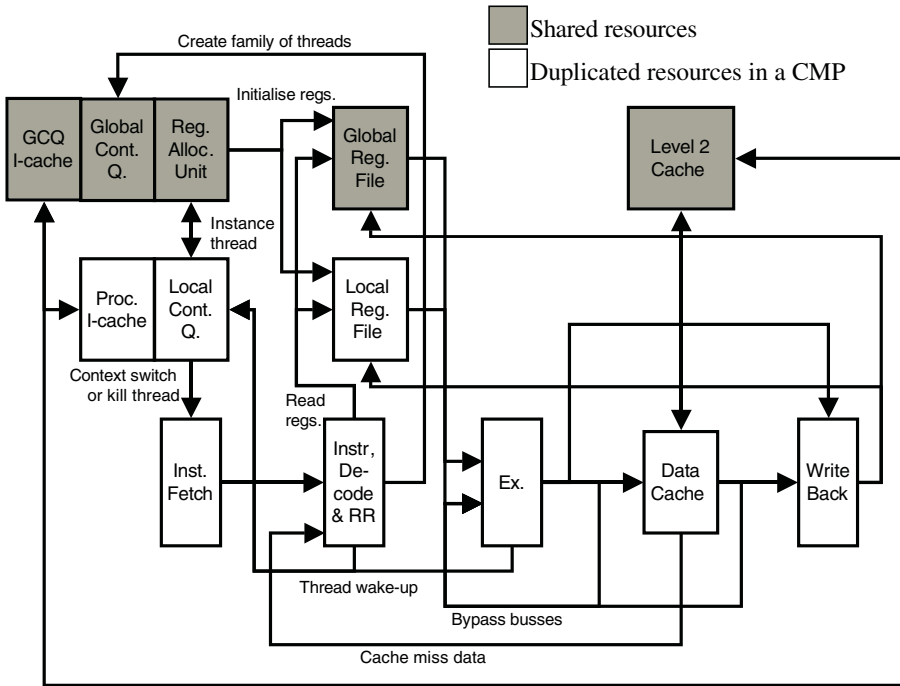 Shared resources
Duplicated resources in a CMP
Create family of threads
Initialise regs.
GCQ
I-cache
Global
Cont.
Q.
Reg.
Alloc.
Unit
Global
Reg.
File
Level 2
Cache
Instance
thread
Proc.
I-cache
Local
Cont.
Q.
Local
Reg.
File
Context switch
or kill thread
Read
regs.
Inst.
Fetch
Instr,
De-
code
& RR
Ex.
Data
Cache
Write
Back
Thread wake-up
Bypass busses
Cache miss data